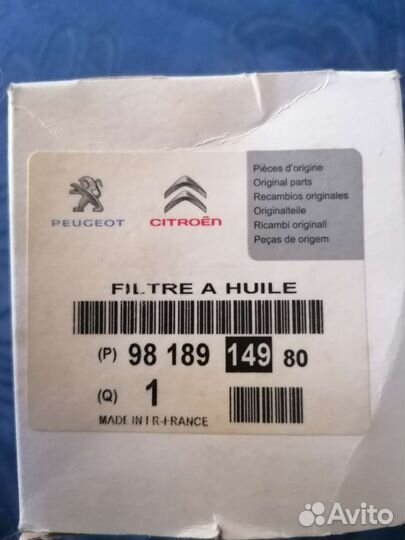 PEUGEOT
CITROËN
Pièces d'origine
Original parts
Recambios originales
Originalteile
Ricambi originali
Peças de origem
FILTRE A HUILE
(P) 98 189 149 80
(Q) 1
MADE IN FR-FRANCE
Avito